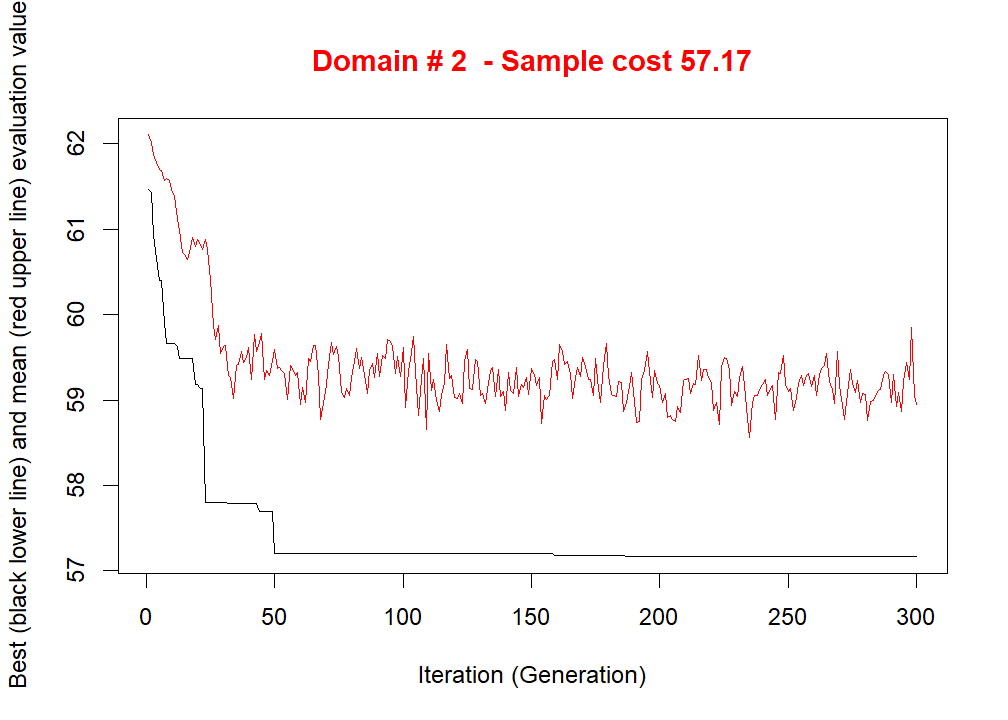 Domain # 2  - Sample cost 57.17
Best (black lower line) and mean (red upper line) evaluation value
62
61
60
59
58
57
0 50 100 150 200 250 300
Iteration (Generation)